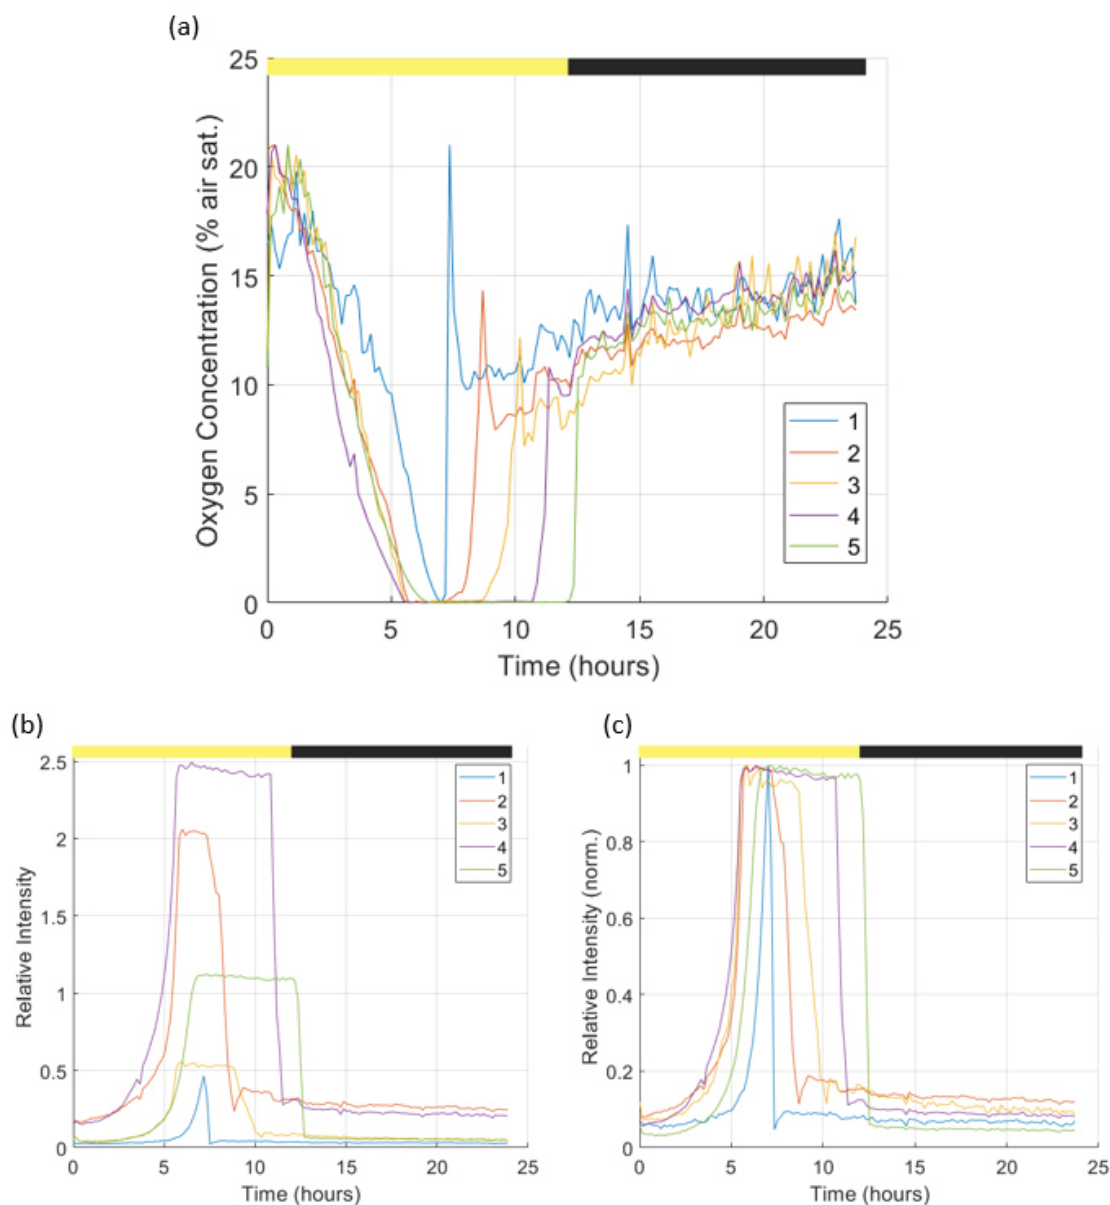 (a)
Oxygen Concentration (% air sat.)
25
20
15
10
5
0
0 5 10 15 20 25
Time (hours)
1
2
3
4
5
(b)
Relative Intensity
2.5
2
1.5
1
0.5
0
0 5 10 15 20 25
Time (hours)
1
2
3
4
5
(c)
Relative Intensity (norm.)
1
0.8
0.6
0.4
0.2
0
0 5 10 15 20 25
Time (hours)
1
2
3
4
5